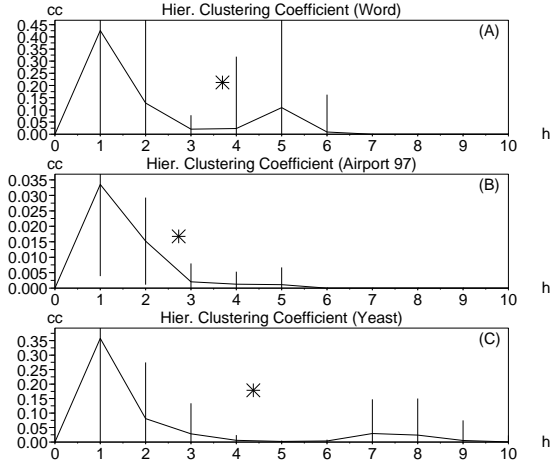 cc Hier. Clustering Coefficient (Word)
(A)
0.45
0.40
0.35
0.30
0.25
0.20
0.15
0.10
0.05
0.00
0 1 2 3 4 5 6 7 8 9 10 h
cc Hier. Clustering Coefficient (Airport 97)
(B)
0.035
0.030
0.025
0.020
0.015
0.010
0.005
0.000
0 1 2 3 4 5 6 7 8 9 10 h
cc Hier. Clustering Coefficient (Yeast)
(C)
0.35
0.30
0.25
0.20
0.15
0.10
0.05
0.00
0 1 2 3 4 5 6 7 8 9 10 h